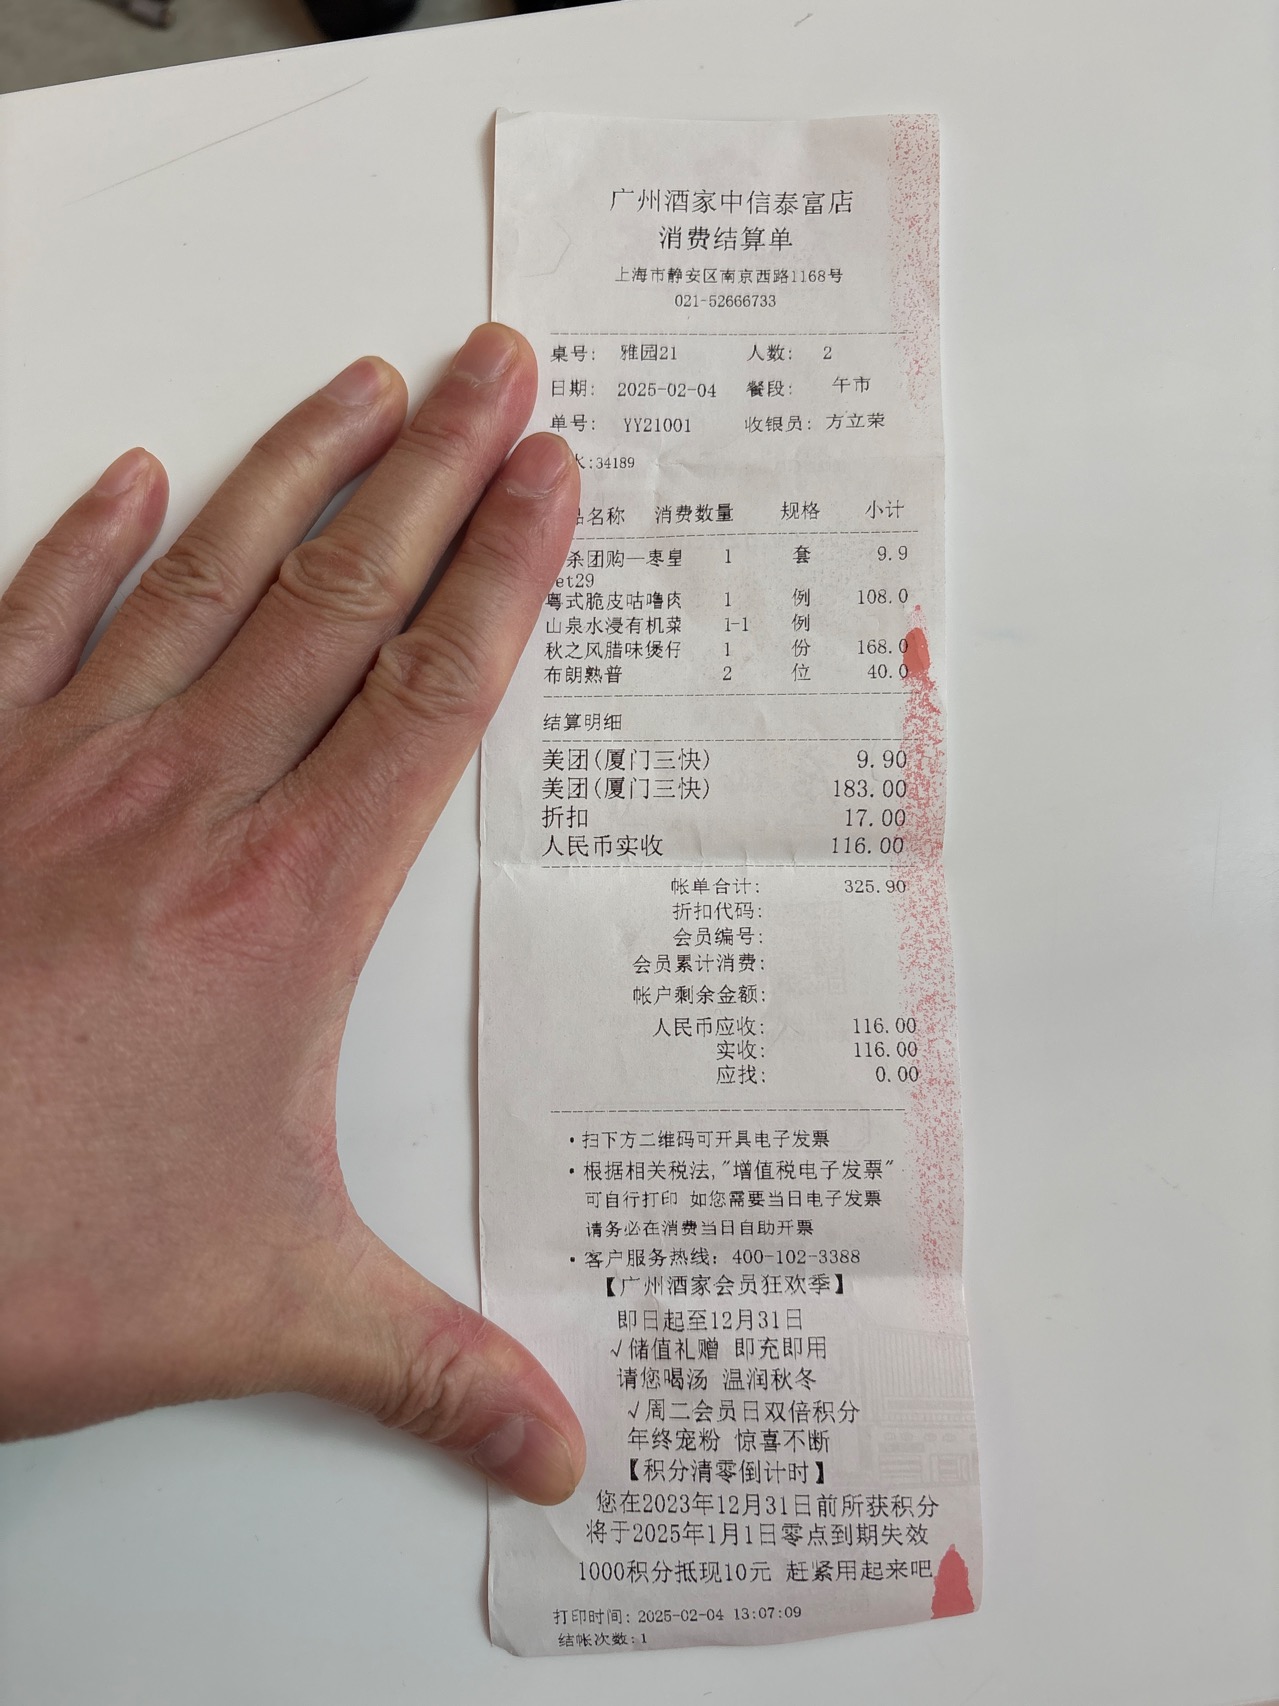 广州酒家中信泰富店
消费结算单
上海市静安区南京西路1168号
021-52666733
桌号: 雅园21 人数: 2
日期: 2025-02-04 餐段: 午市
单号: YY21001 收银员: 方立荣
水:34189
品名称 消费数量 规格 小计
杀团购—枣皇 1 套 9.9
et29
粤式脆皮咕噜肉 1 例 108.0
山泉水浸有机菜 1-1 例
秋之风腊味煲仔 1 份 168.0
布朗熟普 2 位 40.0
结算明细
美团(厦门三快) 9.90
美团(厦门三快) 183.00
折扣 17.00
人民币实收 116.00
帐单合计: 325.90
折扣代码:
会员编号:
会员累计消费:
帐户剩余金额:
人民币应收: 116.00
实收: 116.00
应找: 0.00
·扫下方二维码可开具电子发票
·根据相关税法,"增值税电子发票"
可自行打印 如您需要当日电子发票
请务必在消费当日自助开票
·客户服务热线: 400-102-3388
【广州酒家会员狂欢季】
即日起至12月31日
√储值礼赠 即充即用
请您喝汤 温润秋冬
√周二会员日双倍积分
年终宠粉 惊喜不断
【积分清零倒计时】
您在2023年12月31日前所获积分
将于2025年1月1日零点到期失效
1000积分抵现10元 赶紧用起来吧
打印时间: 2025-02-04 13:07:09
结帐次数:1